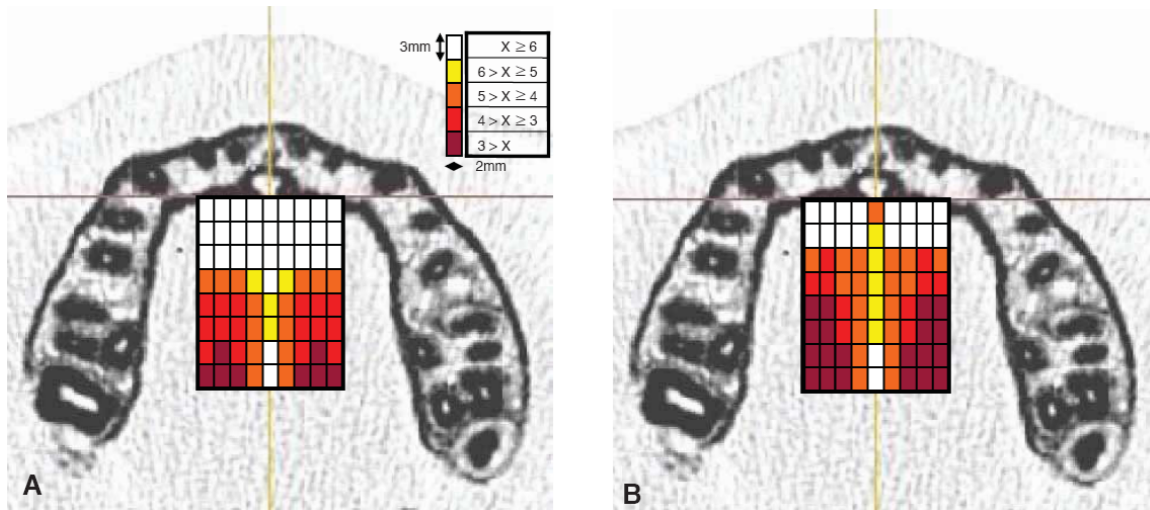 3mm
X ≥ 6
6 > X ≥ 5
5 > X ≥ 4
4 > X ≥ 3
3 > X
2mm
A
B